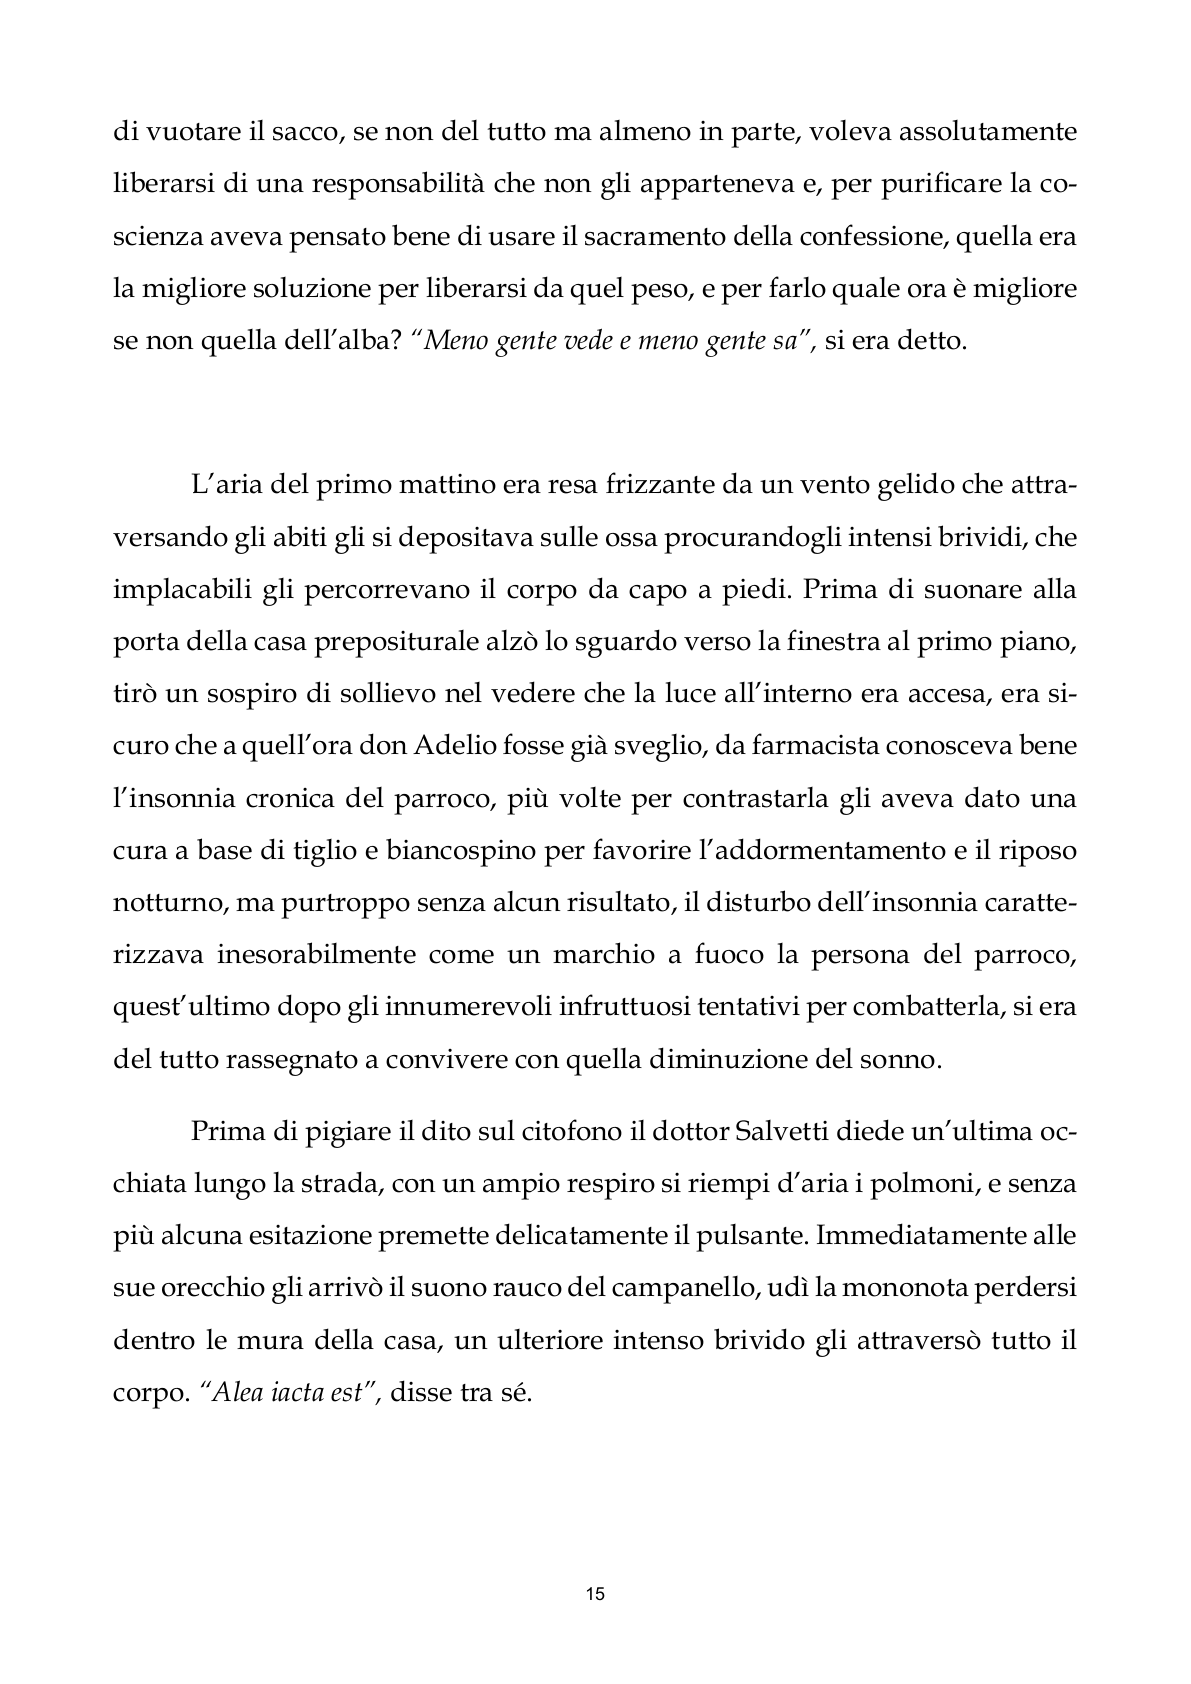 di vuotare il sacco, se non del tutto ma almeno in parte, voleva assolutamente
liberarsi di una responsabilità che non gli apparteneva e, per purificare la co-
scienza aveva pensato bene di usare il sacramento della confessione, quella era
la migliore soluzione per liberarsi da quel peso, e per farlo quale ora è migliore
se non quella dell’alba? “Meno gente vede e meno gente sa”, si era detto.
L’aria del primo mattino era resa frizzante da un vento gelido che attra-
versando gli abiti gli si depositava sulle ossa procurandogli intensi brividi, che
implacabili gli percorrevano il corpo da capo a piedi. Prima di suonare alla
porta della casa prepositurale alzò lo sguardo verso la finestra al primo piano,
tirò un sospiro di sollievo nel vedere che la luce all’interno era accesa, era si-
curo che a quell’ora don Adelio fosse già sveglio, da farmacista conosceva bene
l’insonnia cronica del parroco, più volte per contrastarla gli aveva dato una
cura a base di tiglio e biancospino per favorire l’addormentamento e il riposo
notturno, ma purtroppo senza alcun risultato, il disturbo dell’insonnia caratte-
rizzava inesorabilmente come un marchio a fuoco la persona del parroco,
quest’ultimo dopo gli innumerevoli infruttuosi tentativi per combatterla, si era
del tutto rassegnato a convivere con quella diminuzione del sonno.
Prima di pigiare il dito sul citofono il dottor Salvetti diede un’ultima oc-
chiata lungo la strada, con un ampio respiro si riempi d’aria i polmoni, e senza
più alcuna esitazione premette delicatamente il pulsante. Immediatamente alle
sue orecchio gli arrivò il suono rauco del campanello, udì la mononota perdersi
dentro le mura della casa, un ulteriore intenso brivido gli attraversò tutto il
corpo. “Alea iacta est”, disse tra sé.
15